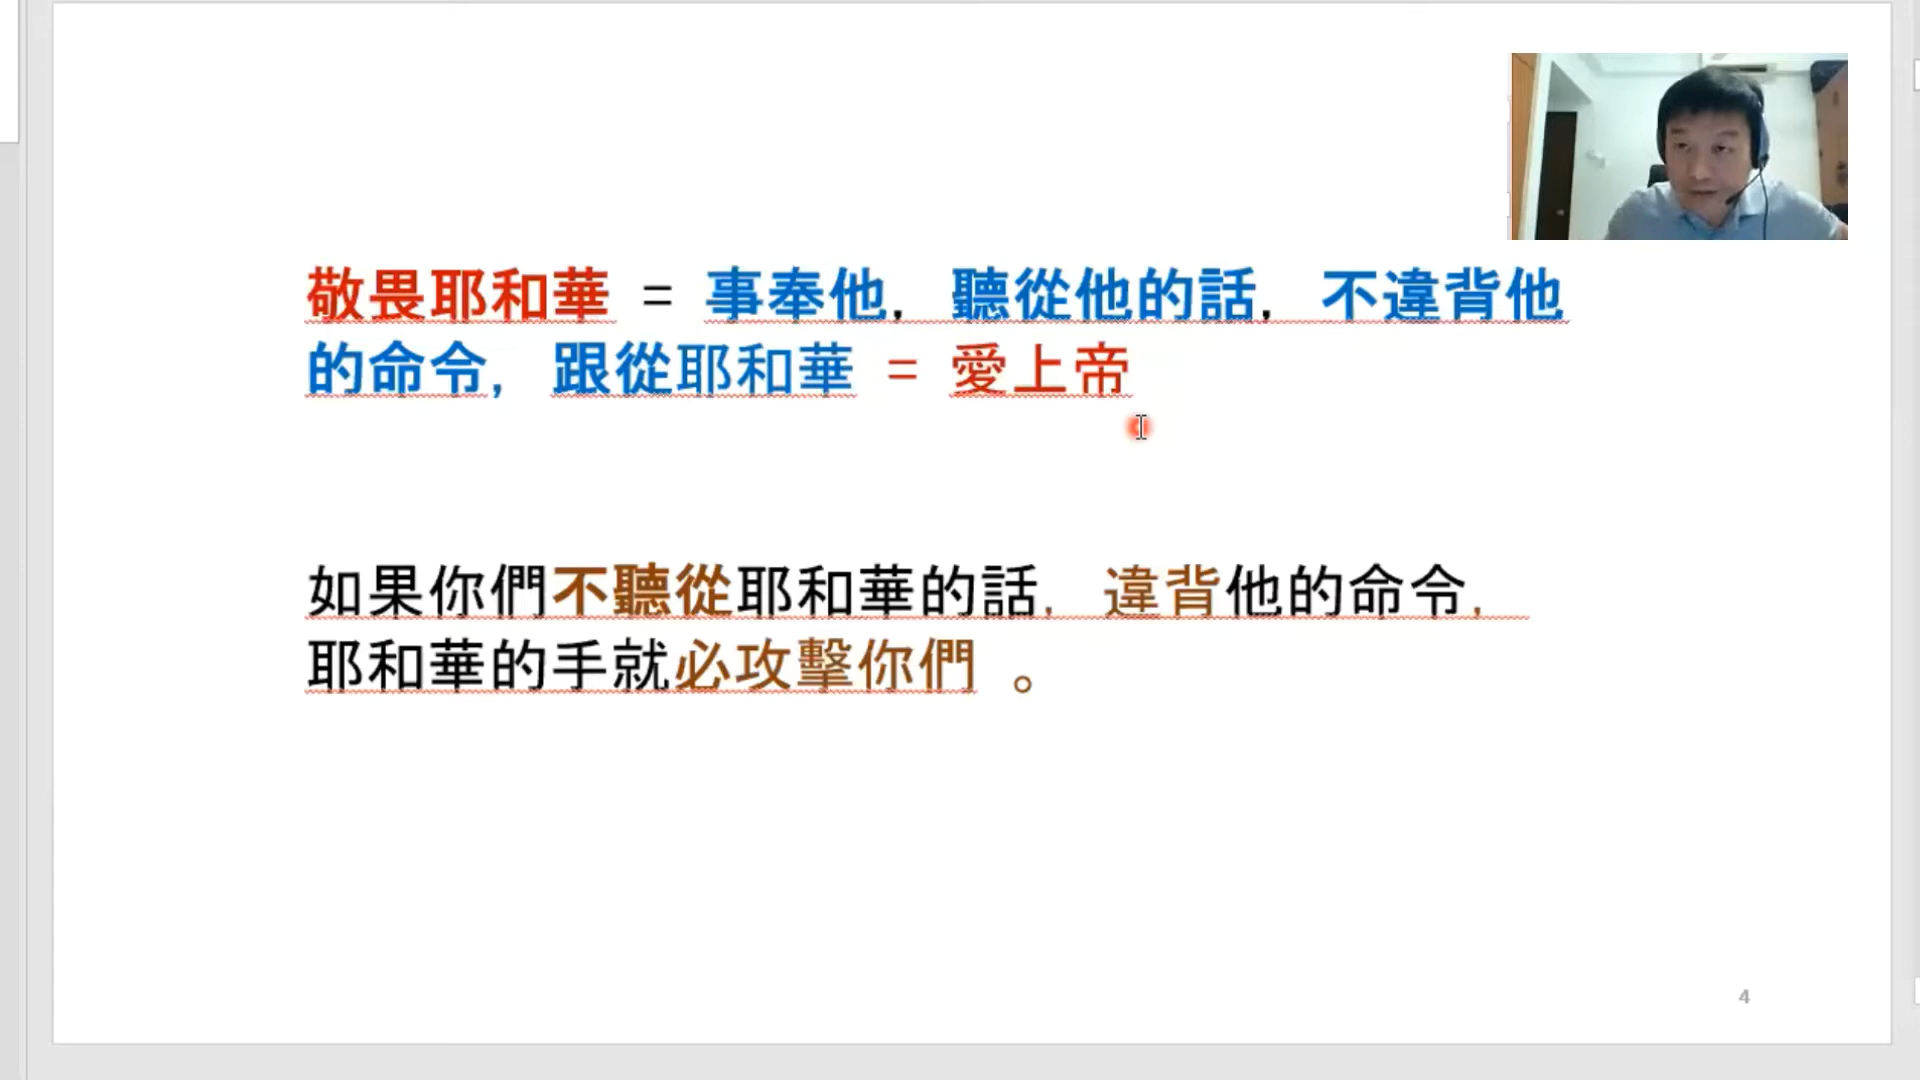 敬畏耶和華 = 事奉他, 聽從他的話, 不違背他
的命令, 跟從耶和華 = 愛上帝
如果你們不聽從耶和華的話, 違背他的命令,
耶和華的手就必攻擊你們 。
4